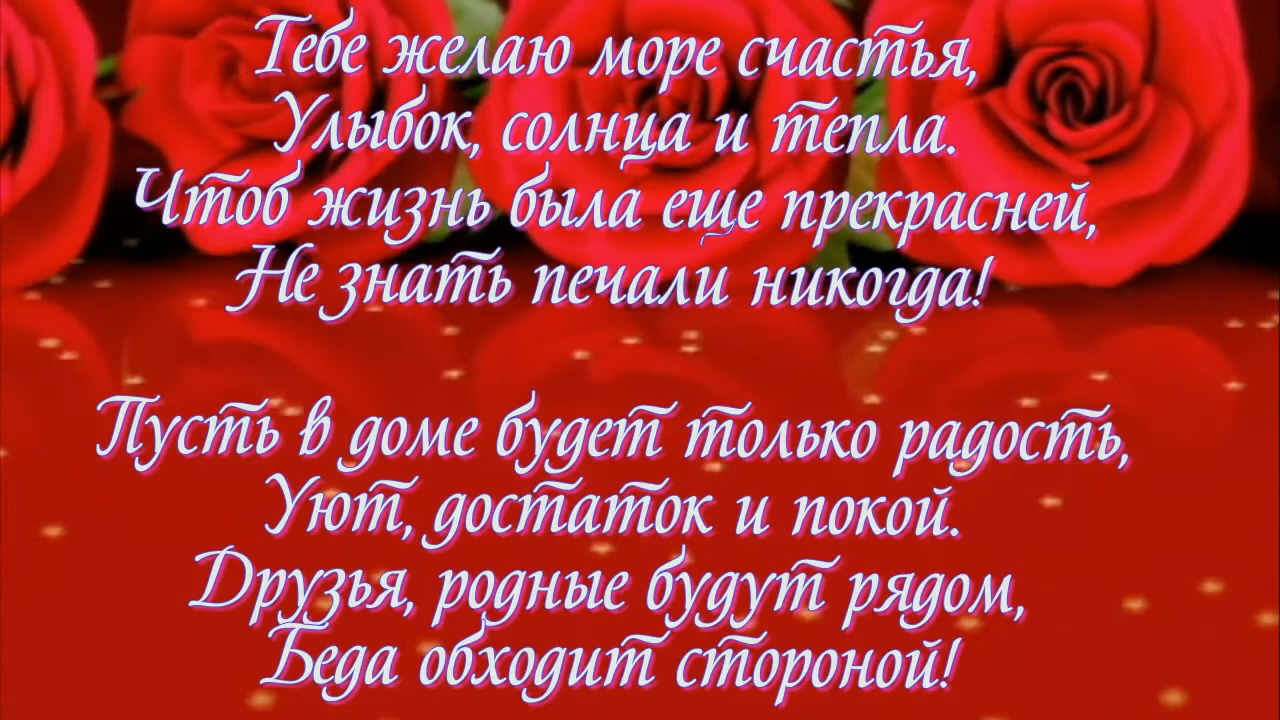 Тебе желаю море счастья,
Улыбок, солнца и тепла.
Чтоб жизнь была еще прекрасней,
Не знать печали никогда!
Пусть в доме будет только радость,
Уют, достаток и покой.
Друзья, родные будут рядом,
Беда обходит стороной!